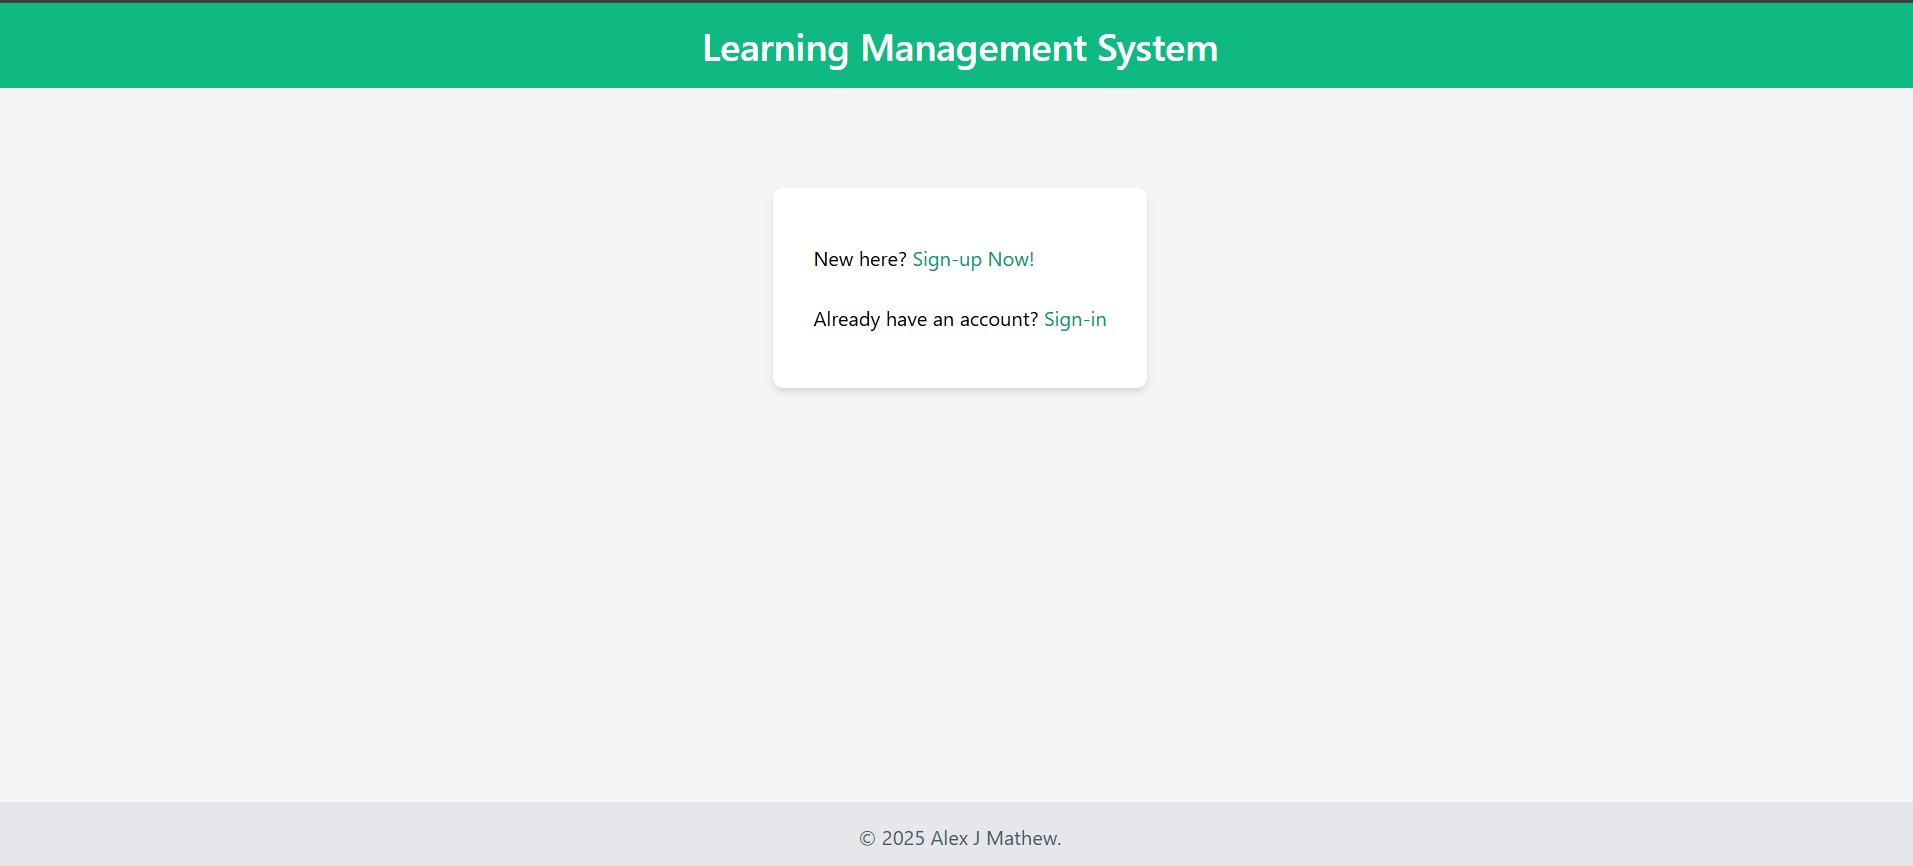 Learning Management System
New here? Sign-up Now!
Already have an account? Sign-in
© 2025 Alex J Mathew.